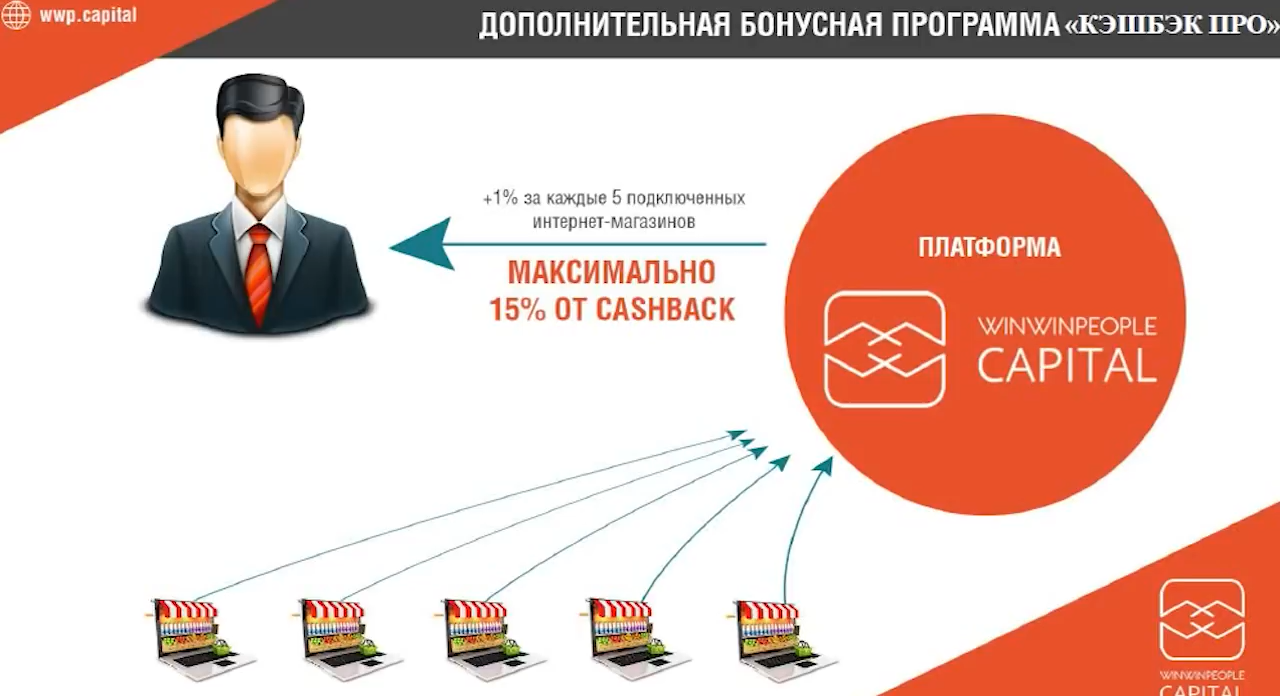 wwp.capital
ДОПОЛНИТЕЛЬНАЯ БОНУСНАЯ ПРОГРАММА «КЭШБЭК ПРО»
+1% за каждые 5 подключенных
интернет-магазинов
МАКСИМАЛЬНО
15% ОТ CASHBACK
ПЛАТФОРМА
WINWINPEOPLE
CAPITAL
WINWINPEOPLE
CAPITAL